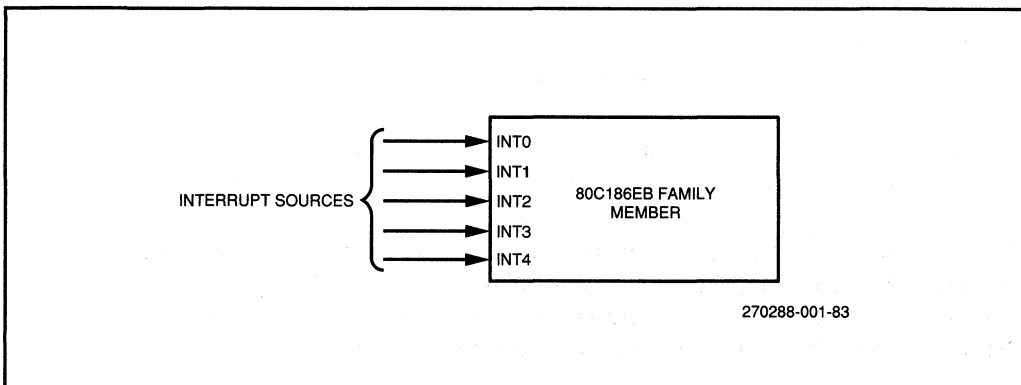 INT0
INT1
INTERRUPT SOURCES
INT2
80C186EB FAMILY
MEMBER
INT3
INT4
270288-001-83